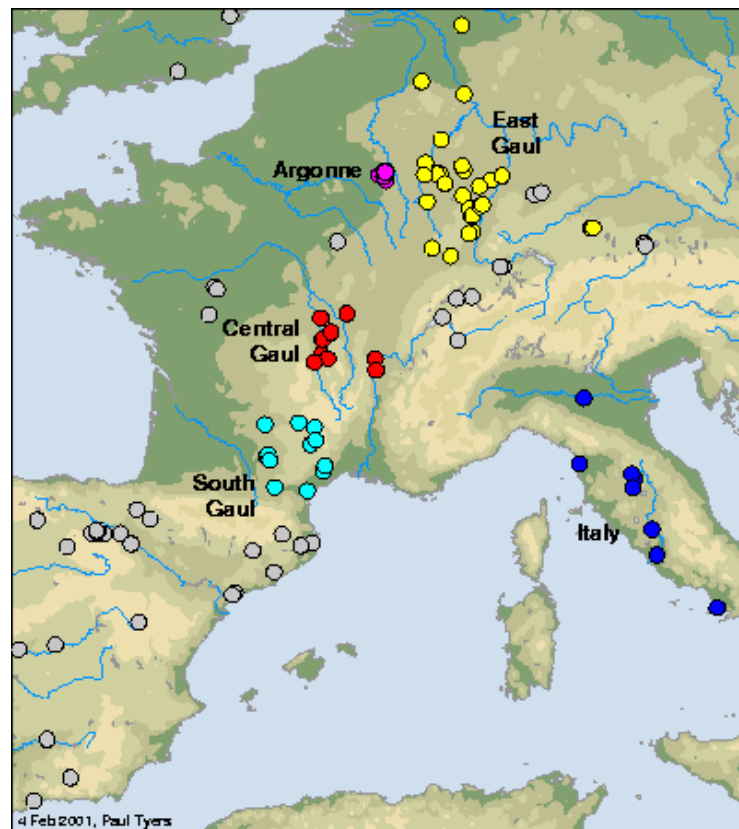 East
Gaul
Argonne
Central
Gaul
South
Gaul
Italy
4 Feb 2001, Paul Tyers